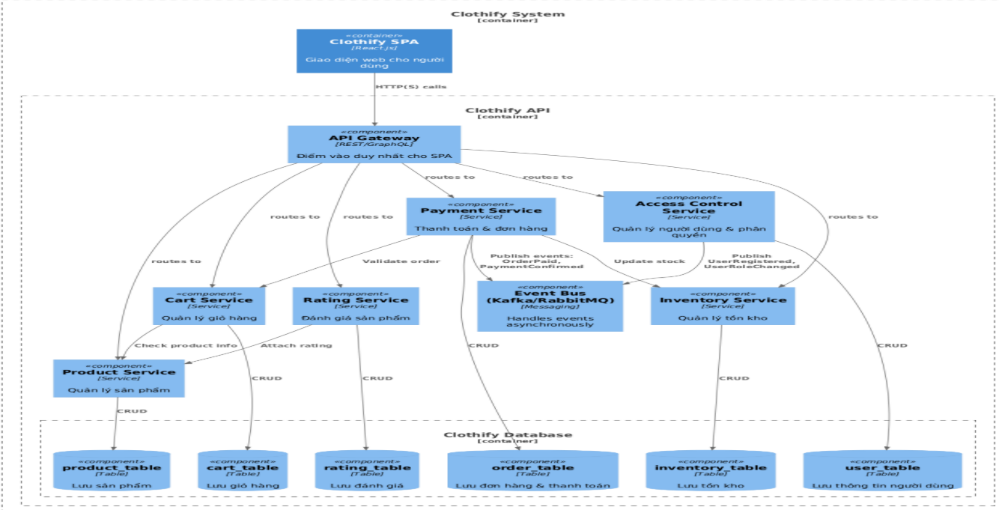 Clothify System
[container]
«container»
Clothify SPA
[React.js]
Giao diện web cho người
dùng
HTTP(S) calls
Clothify API
[container]
«component»
API Gateway
[REST/GraphQL]
Điểm vào duy nhất cho SPA
routes to
routes to
«component»
Payment Service
[Service]
Thanh toán & đơn hàng
«component»
Access Control
Service
[Service]
Quản lý người dùng & phân
quyền
routes to
routes to
routes to
routes to
Validate order
Publish events:
OrderPaid,
PaymentConfirmed
Update stock
Publish
UserRegistered,
UserRoleChanged
«component»
Cart Service
[Service]
Quản lý giỏ hàng
«component»
Rating Service
[Service]
Đánh giá sản phẩm
«component»
Event Bus
(Kafka/RabbitMQ)
[Messaging]
Handles events
asynchronously
«component»
Inventory Service
[Service]
Quản lý tồn kho
Check product info
Attach rating
CRUD
CRUD
«component»
Product Service
[Service]
Quản lý sản phẩm
CRUD
CRUD
CRUD
CRUD
Clothify Database
[container]
«component»
product_table
[Table]
Lưu sản phẩm
«component»
cart_table
[Table]
Lưu giỏ hàng
«component»
rating_table
[Table]
Lưu đánh giá
«component»
order_table
[Table]
Lưu đơn hàng & thanh toán
«component»
inventory_table
[Table]
Lưu tồn kho
«component»
user_table
[Table]
Lưu thông tin người dùng